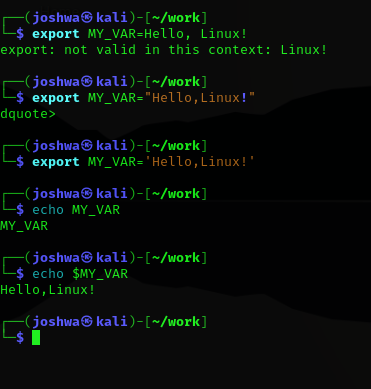 ┌──(joshwa㉿kali)-[~/work]
└─$ export MY_VAR=Hello, Linux!
export: not valid in this context: Linux!
┌──(joshwa㉿kali)-[~/work]
└─$ export MY_VAR="Hello,Linux!"
dquote>
┌──(joshwa㉿kali)-[~/work]
└─$ export MY_VAR='Hello,Linux!'
┌──(joshwa㉿kali)-[~/work]
└─$ echo MY_VAR
MY_VAR
┌──(joshwa㉿kali)-[~/work]
└─$ echo $MY_VAR
Hello,Linux!
┌──(joshwa㉿kali)-[~/work]
└─$